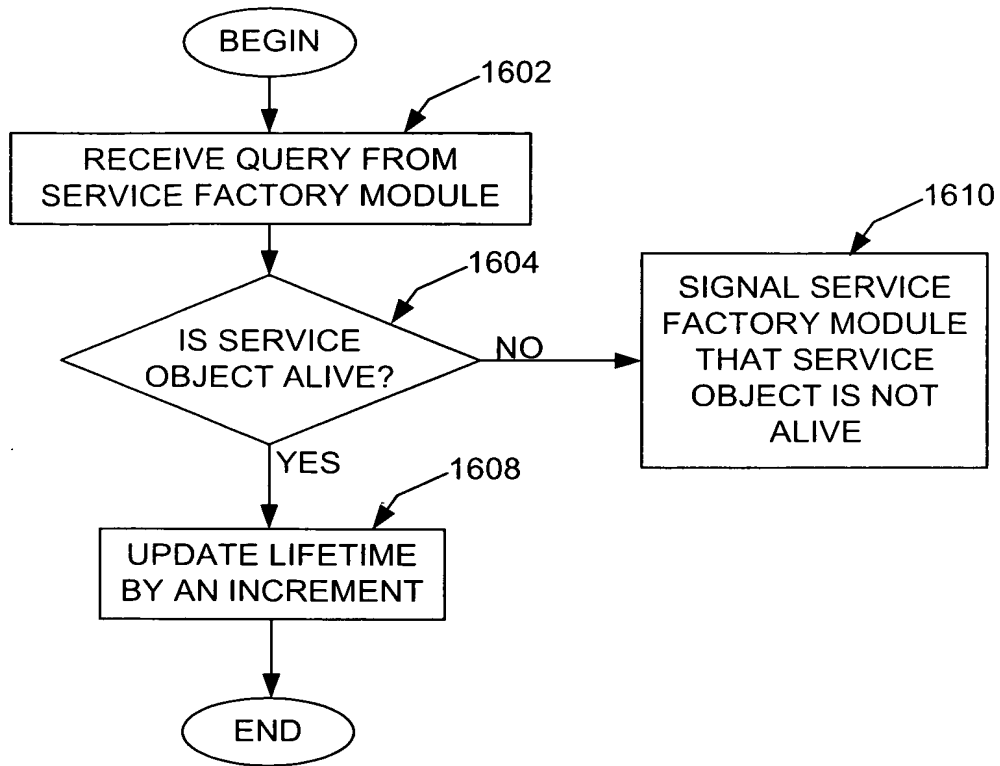 BEGIN
1602
RECEIVE QUERY FROM
SERVICE FACTORY MODULE
1604
IS SERVICE
OBJECT ALIVE?
NO
1610
SIGNAL SERVICE
FACTORY MODULE
THAT SERVICE
OBJECT IS NOT
ALIVE
YES
1608
UPDATE LIFETIME
BY AN INCREMENT
END